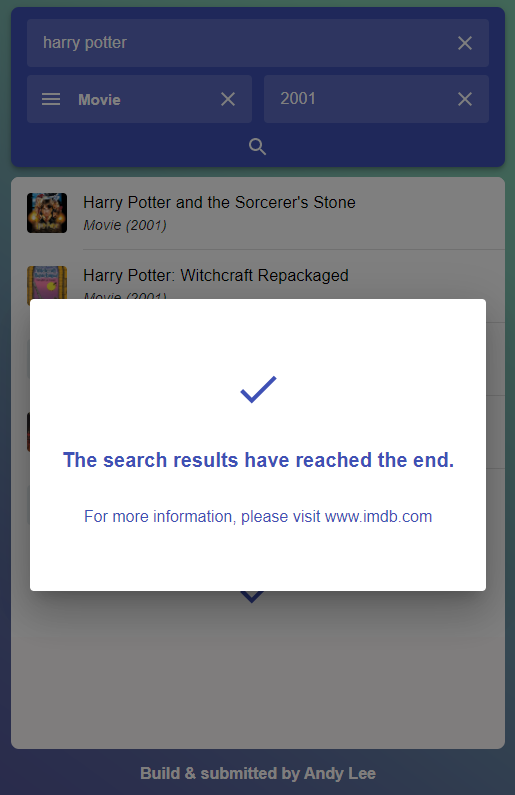 harry potter
Movie
2001
Harry Potter and the Sorcerer's Stone
Movie (2001)
Harry Potter: Witchcraft Repackaged
Movie (2001)
The search results have reached the end.
For more information, please visit www.imdb.com
Build & submitted by Andy Lee